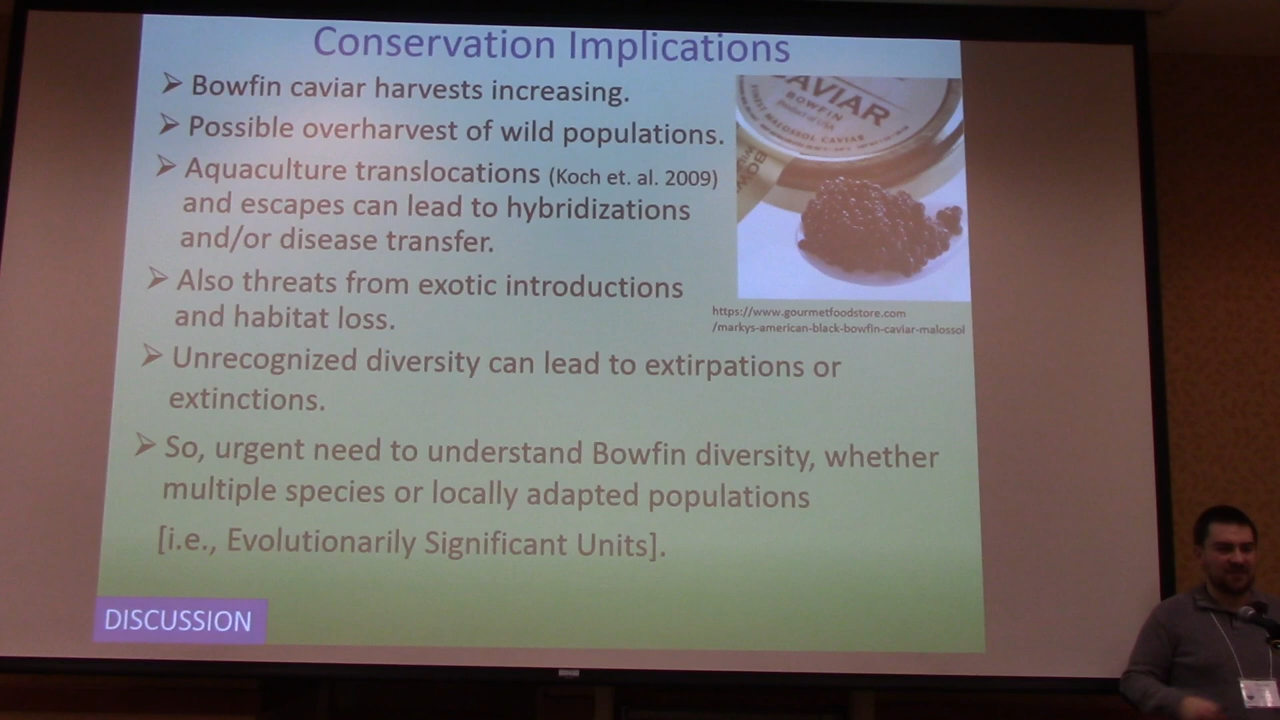 Conservation Implications
➢ Bowfin caviar harvests increasing.
➢ Possible overharvest of wild populations.
➢ Aquaculture translocations (Koch et. al. 2009)
and escapes can lead to hybridizations
and/or disease transfer.
➢ Also threats from exotic introductions
and habitat loss.
➢ Unrecognized diversity can lead to extirpations or
extinctions.
➢ So, urgent need to understand Bowfin diversity, whether
multiple species or locally adapted populations
[i.e., Evolutionarily Significant Units].
CAVIAR
BOWFIN
Product of USA
FINEST MALOSSOL CAVIAR
https://www.gourmetfoodstore.com
/markys-american-black-bowfin-caviar-malossol
DISCUSSION